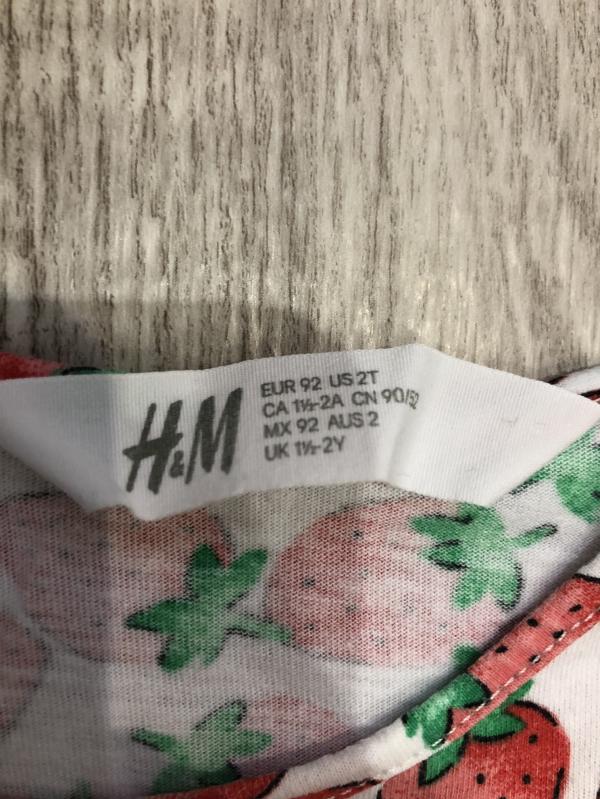 H&M
EUR 92 US 2T
CA 1½-2A CN 90/52
MX 92 AUS 2
UK 1½-2Y